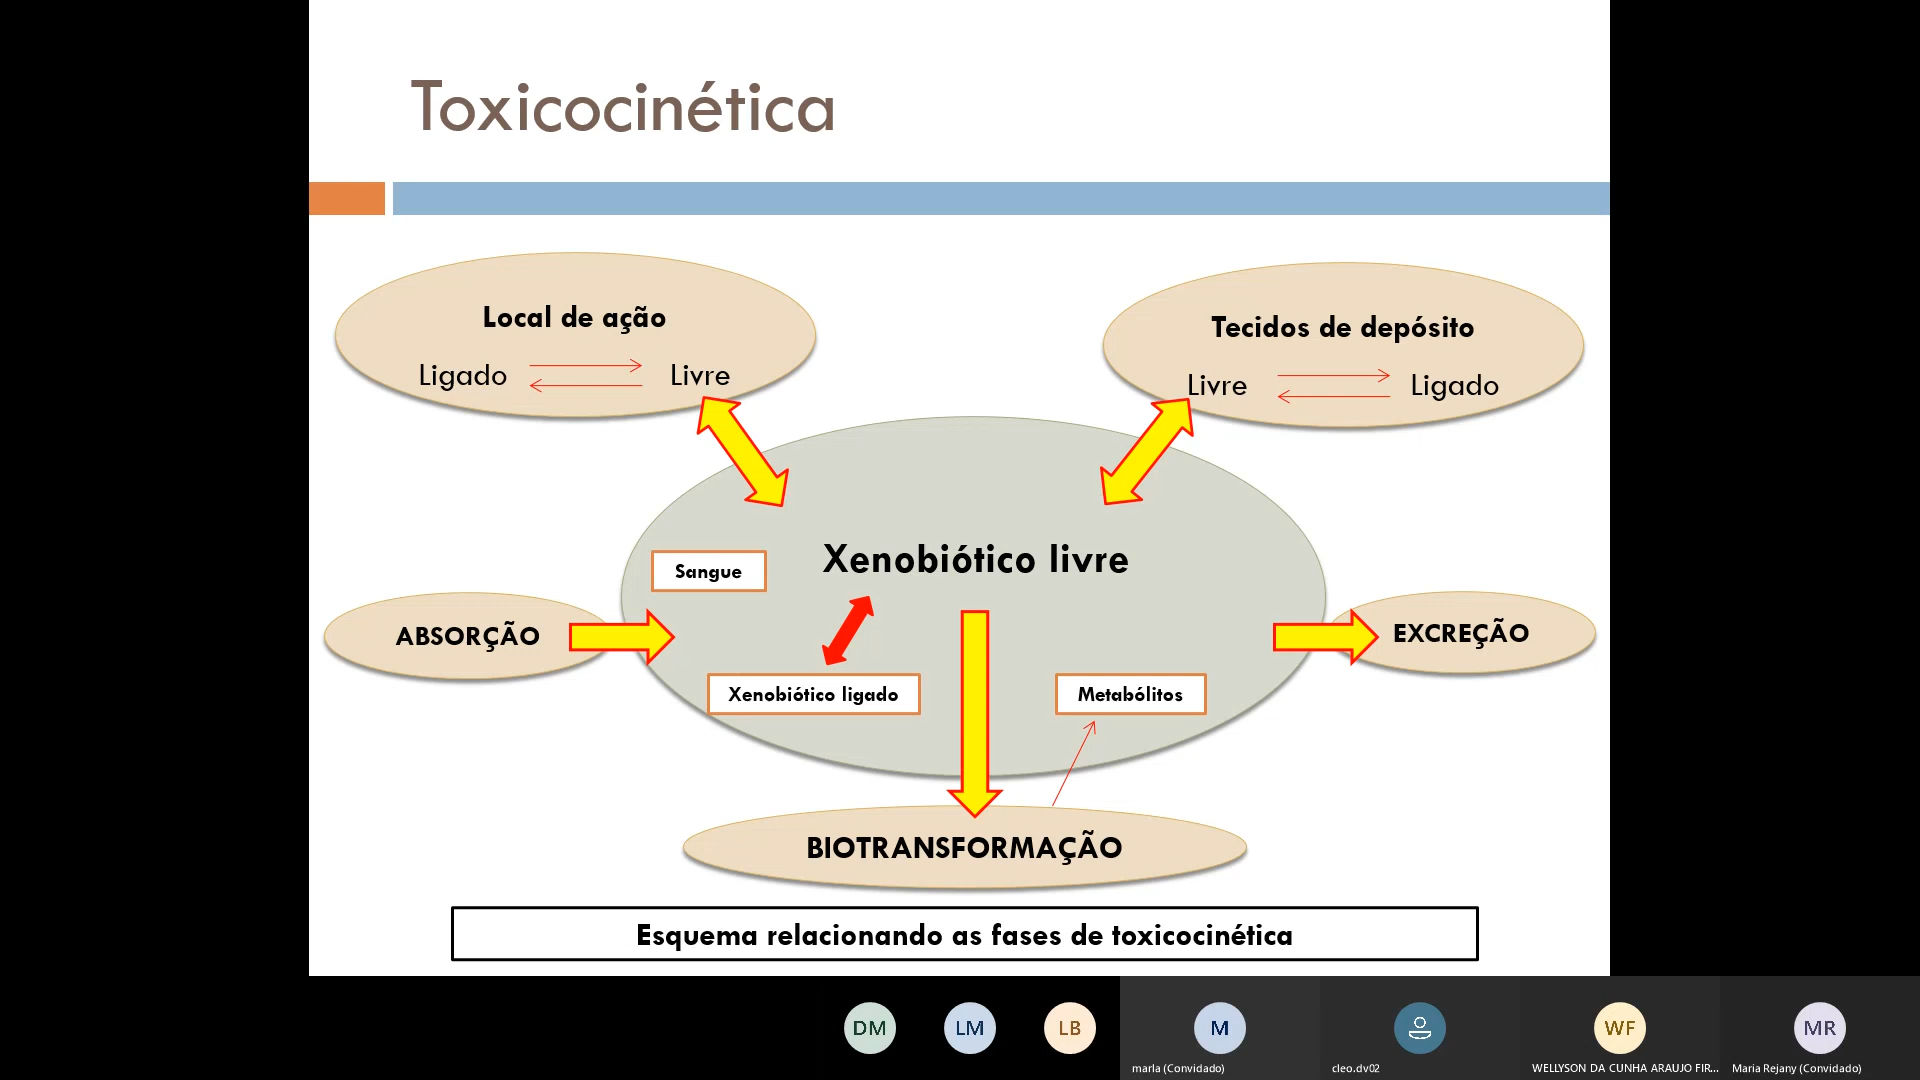 Toxicocinética
Local de ação
Ligado Livre
Tecidos de depósito
Livre Ligado
Xenobiótico livre
Sangue
ABSORÇÃO
EXCREÇÃO
Xenobiótico ligado
Metabólitos
BIOTRANSFORMAÇÃO
Esquema relacionando as fases de toxicocinética
DM
LM
LB
M
WF
MR
marla (Convidado)
cleo.dv02
WELLYSON DA CUNHA ARAUJO FIR...
Maria Rejany (Convidado)